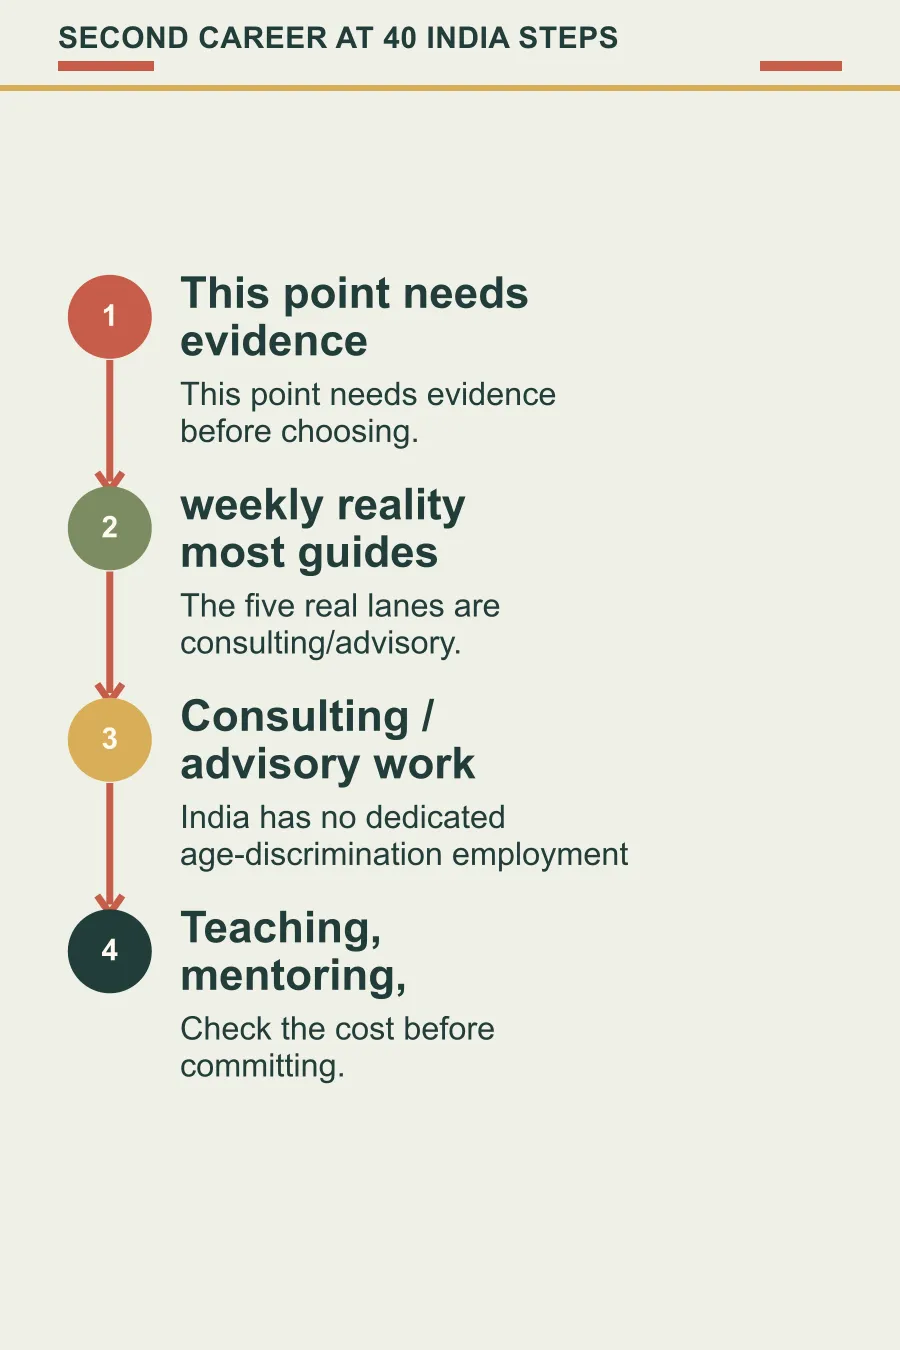 SECOND CAREER AT 40 INDIA STEPS
1
This point needs
evidence
This point needs evidence
before choosing.
2
weekly reality
most guides
The five real lanes are
consulting/advisory.
3
Consulting /
advisory work
India has no dedicated
age-discrimination employment
4
Teaching,
mentoring,
Check the cost before
committing.